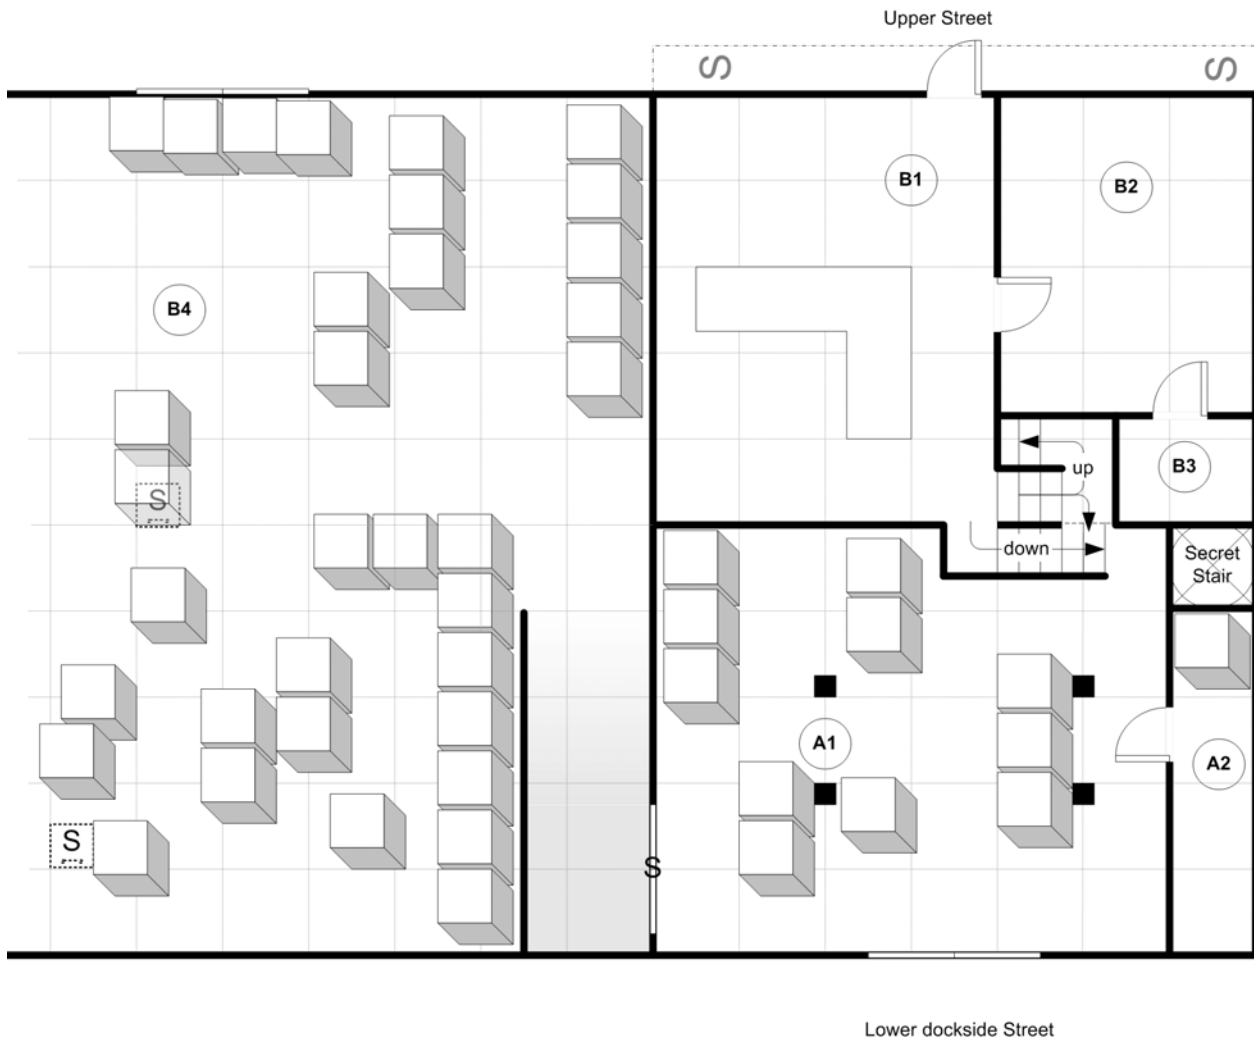 Upper Street
S
S
B1
B2
B4
up
B3
S
down
Secret
Stair
A1
A2
S
S
Lower dockside Street